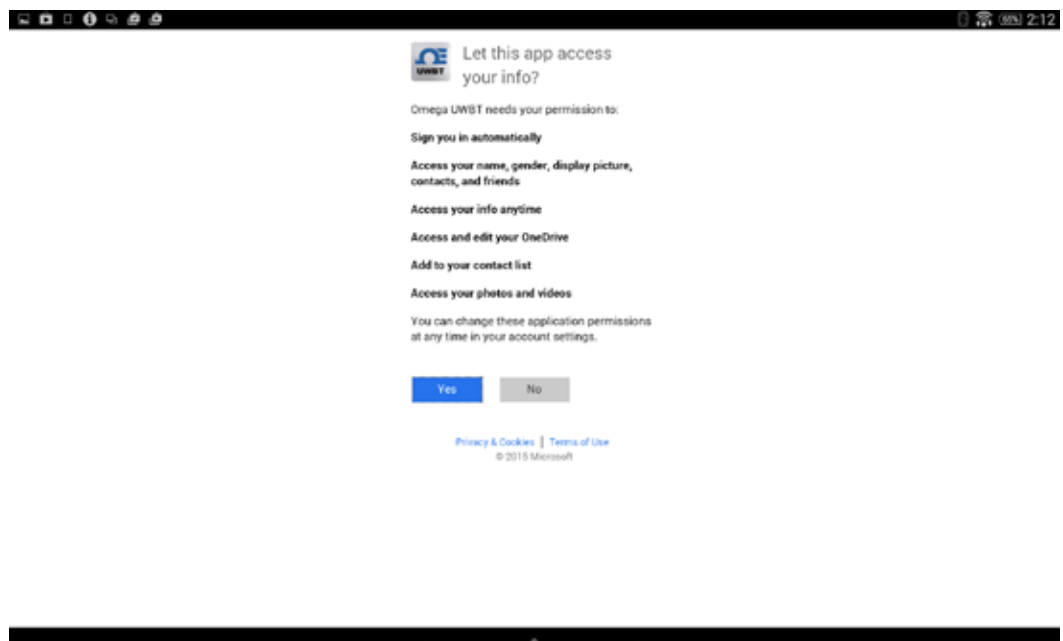 66%
2:12
UWBT
Let this app access
your info?
Omega UWBT needs your permission to:
Sign you in automatically
Access your name, gender, display picture,
contacts, and friends
Access your info anytime
Access and edit your OneDrive
Add to your contact list
Access your photos and videos
You can change these application permissions
at any time in your account settings.
Yes
No
Privacy & Cookies | Terms of Use
© 2015 Microsoft